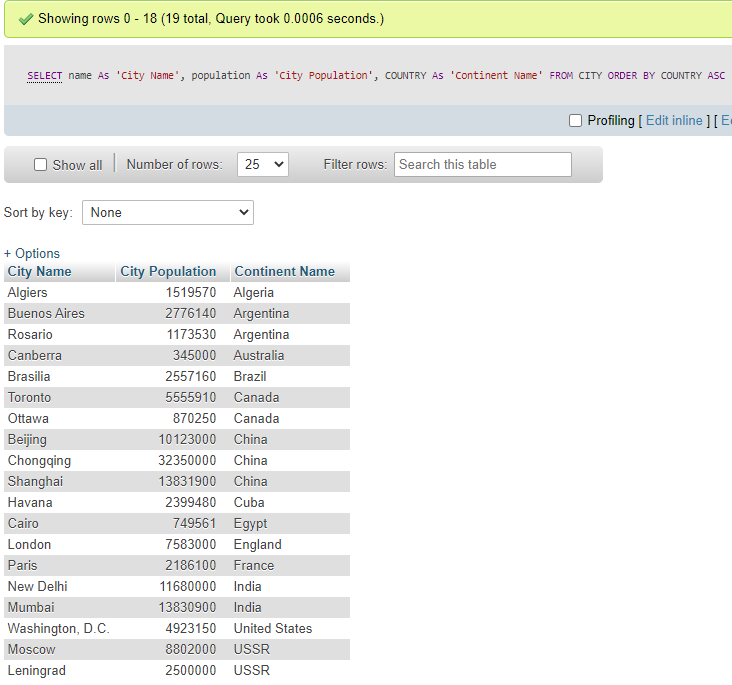 Showing rows 0 - 18 (19 total, Query took 0.0006 seconds.)
SELECT name As 'City Name', population As 'City Population', COUNTRY As 'Continent Name' FROM CITY ORDER BY COUNTRY ASC
Profiling [ Edit inline ] [
Show all Number of rows: 25 Filter rows: Search this table
Sort by key: None
+ Options
City Name City Population Continent Name
Algiers 1519570 Algeria
Buenos Aires 2776140 Argentina
Rosario 1173530 Argentina
Canberra 345000 Australia
Brasilia 2557160 Brazil
Toronto 5555910 Canada
Ottawa 870250 Canada
Beijing 10123000 China
Chongqing 32350000 China
Shanghai 13831900 China
Havana 2399480 Cuba
Cairo 749561 Egypt
London 7583000 England
Paris 2186100 France
New Delhi 11680000 India
Mumbai 13830900 India
Washington, D.C. 4923150 United States
Moscow 8802000 USSR
Leningrad 2500000 USSR